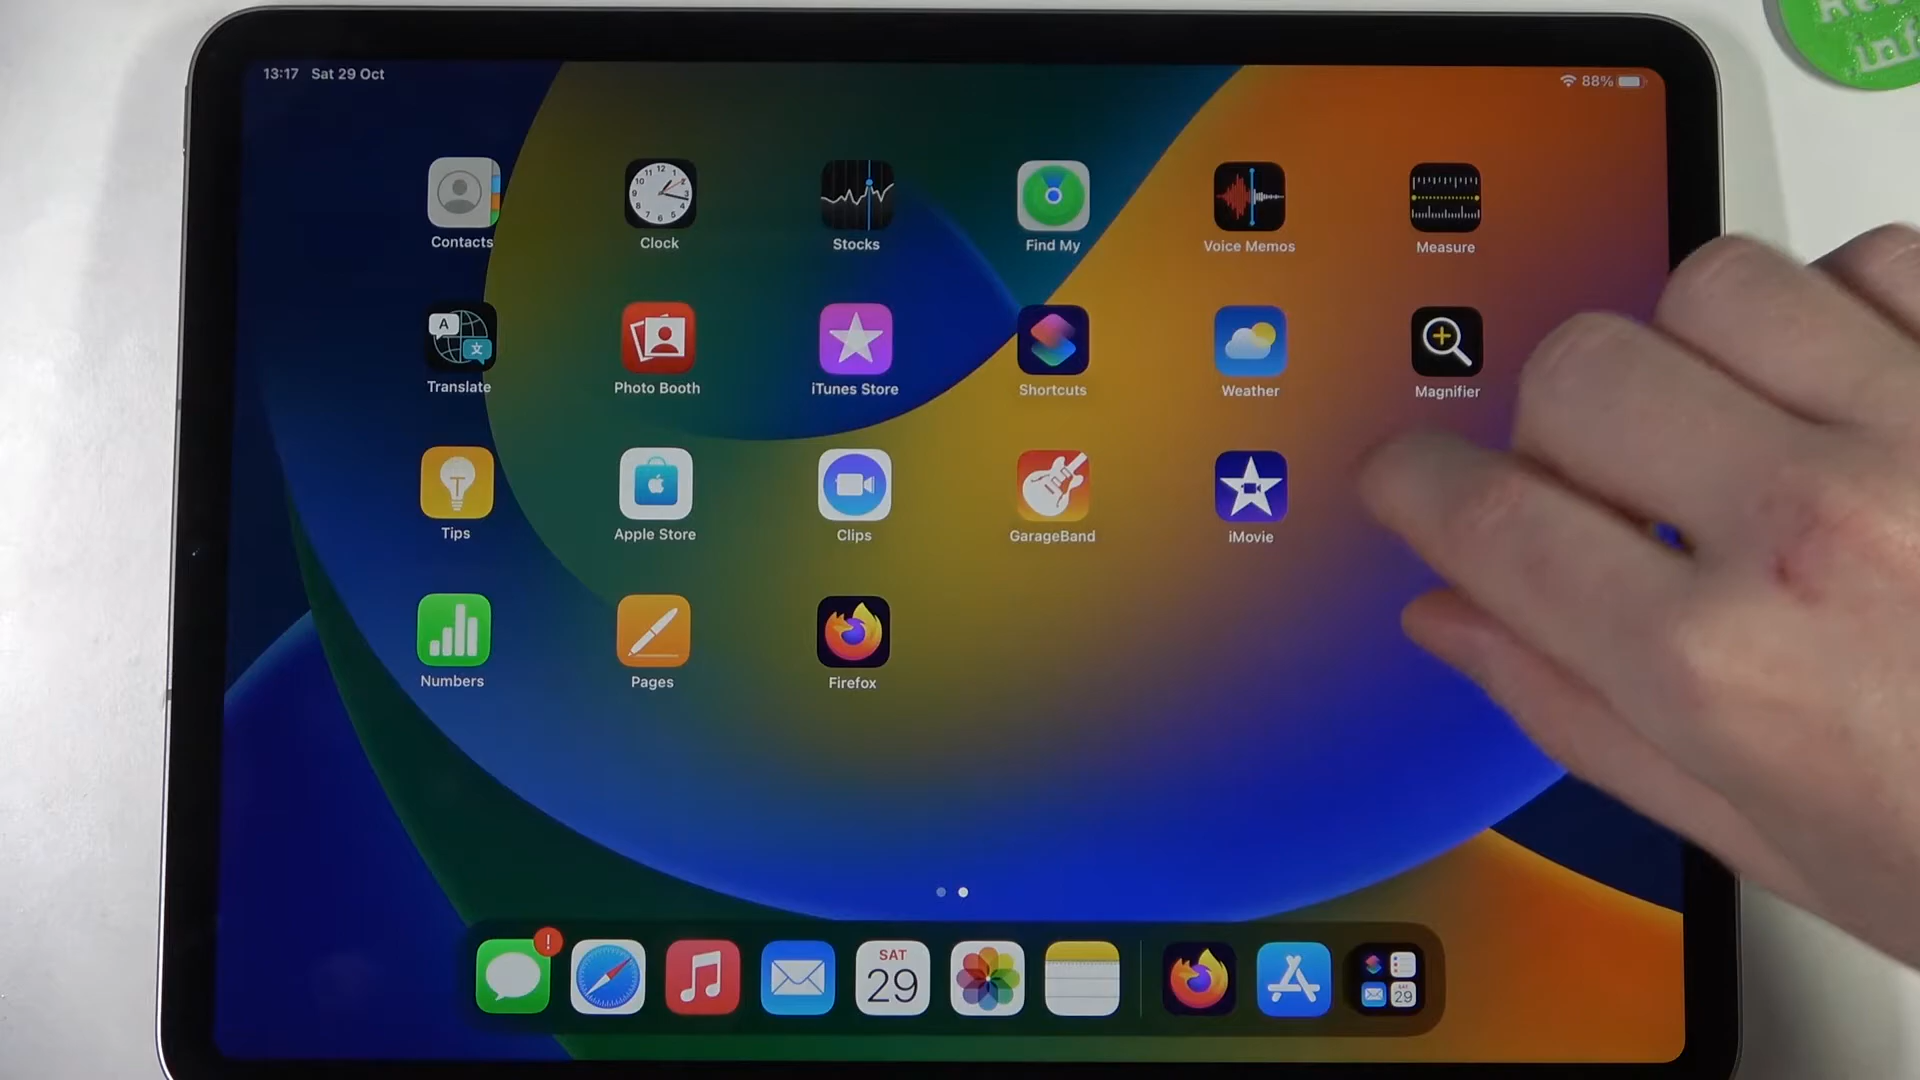 13:17 Sat 29 Oct
88%
Contacts
Clock
Stocks
Find My
Voice Memos
Measure
Translate
Photo Booth
iTunes Store
Shortcuts
Weather
Magnifier
Tips
Apple Store
Clips
GarageBand
iMovie
Numbers
Pages
Firefox
SAT
29